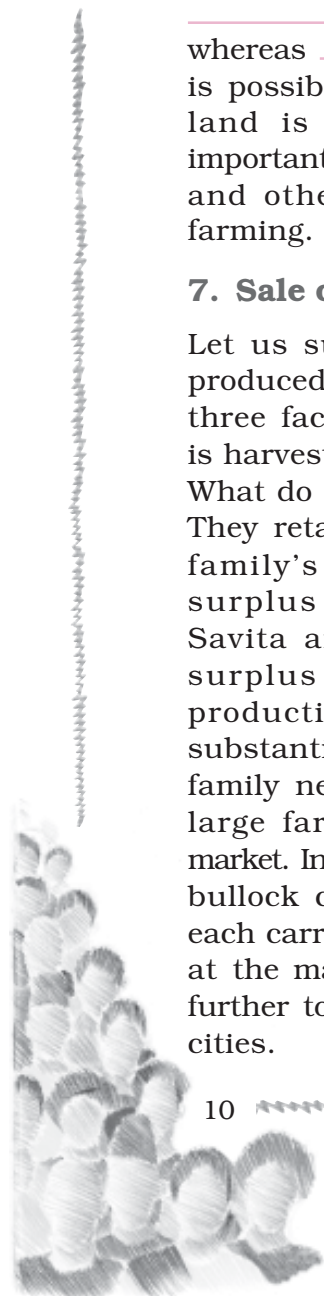 whereas
is possib
land is
important
and othe
farming.
7. Sale o
Let us su
produced
three fac
is harvest
What do
They reta
family's
surplus
Savita a
surplus
producti
substanti
family ne
large far
market. In
bullock c
each carr
at the ma
further to
cities.
10